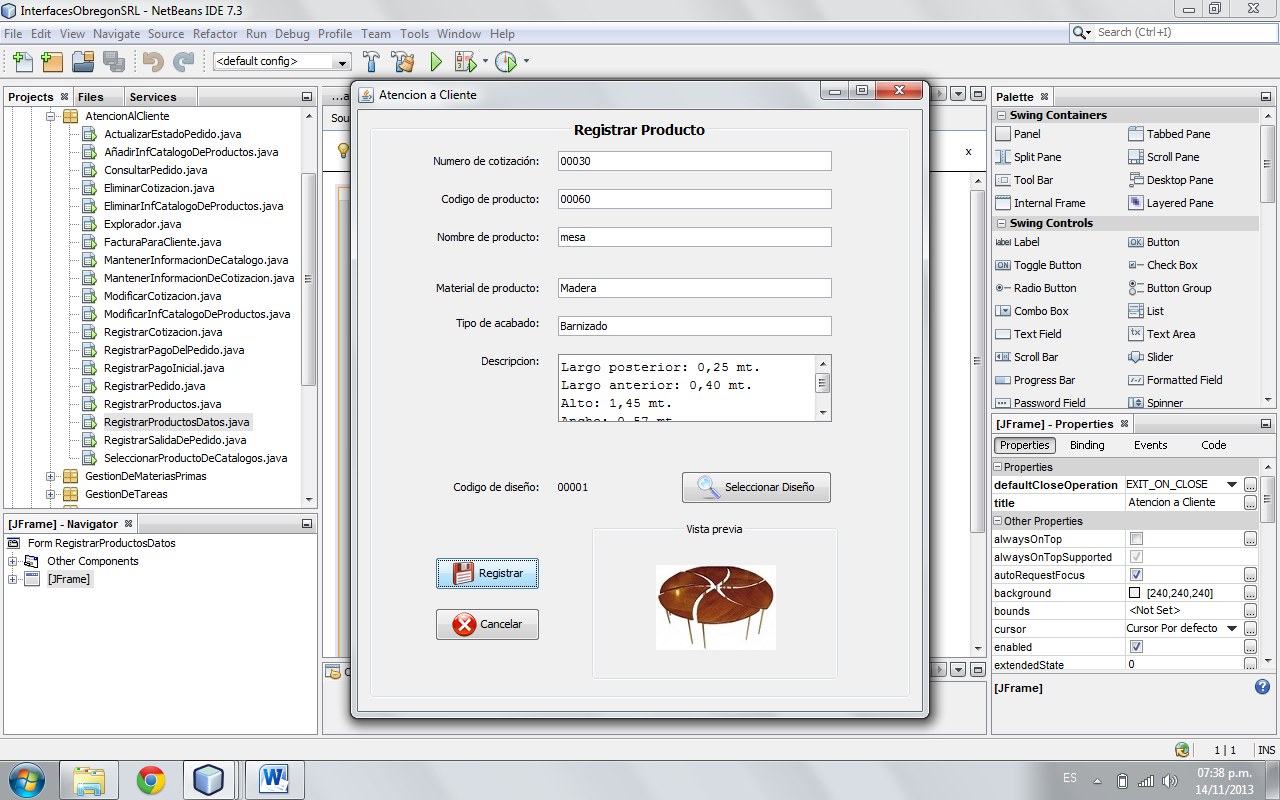 InterfacesObregonSRL - NetBeans IDE 7.3
File Edit View Navigate Source Refactor Run Debug Profile Team Tools Window Help
Search (Ctrl+I)
<default config>
Projects Files Services
AtencionAlCliente
ActualizarEstadoPedido.java
AñadirInfCatalogoDeProductos.java
ConsultarPedido.java
EliminarCotizacion.java
EliminarInfCatalogoDeProductos.java
Explorador.java
FacturaParaCliente.java
MantenerInformacionDeCatalogo.java
MantenerInformacionDeCotizacion.java
ModificarCotizacion.java
ModificarInfCatalogoDeProductos.java
RegistrarCotizacion.java
RegistrarPagoDelPedido.java
RegistrarPagoInicial.java
RegistrarPedido.java
RegistrarProductos.java
RegistrarProductosDatos.java
RegistrarSalidaDePedido.java
SeleccionarProductoDeCatalogos.java
GestionDeMateriasPrimas
GestionDeTareas
[JFrame] - Navigator
Form RegistrarProductosDatos
Other Components
[JFrame]
...a
Sou
x
Atencion a Cliente
Registrar Producto
Numero de cotización: 00030
Codigo de producto: 00060
Nombre de producto: mesa
Material de producto: Madera
Tipo de acabado: Barnizado
Descripcion:
Largo posterior: 0,25 mt.
Largo anterior: 0,40 mt.
Alto: 1,45 mt.
Ancho: 0,57 mt.
Codigo de diseño: 00001 Seleccionar Diseño
Vista previa
Registrar
Cancelar
Palette
Swing Containers
Panel Tabbed Pane
Split Pane Scroll Pane
Tool Bar Desktop Pane
Internal Frame Layered Pane
Swing Controls
label Label OK Button
ON Toggle Button Check Box
Radio Button Button Group
Combo Box List
Text Field tx Text Area
Scroll Bar Slider
Progress Bar Formatted Field
Password Field Spinner
[JFrame] - Properties
Properties Binding Events Code
Properties
defaultCloseOperation EXIT_ON_CLOSE ...
title Atencion a Cliente ...
Other Properties
alwaysOnTop ...
alwaysOnTopSupported
autoRequestFocus ...
background [240,240,240] ...
bounds <Not Set> ...
cursor Cursor Por defecto ...
enabled ...
extendedState 0 ...
[JFrame]
1 | 1 INS
ES
07:38 p.m.
14/11/2013